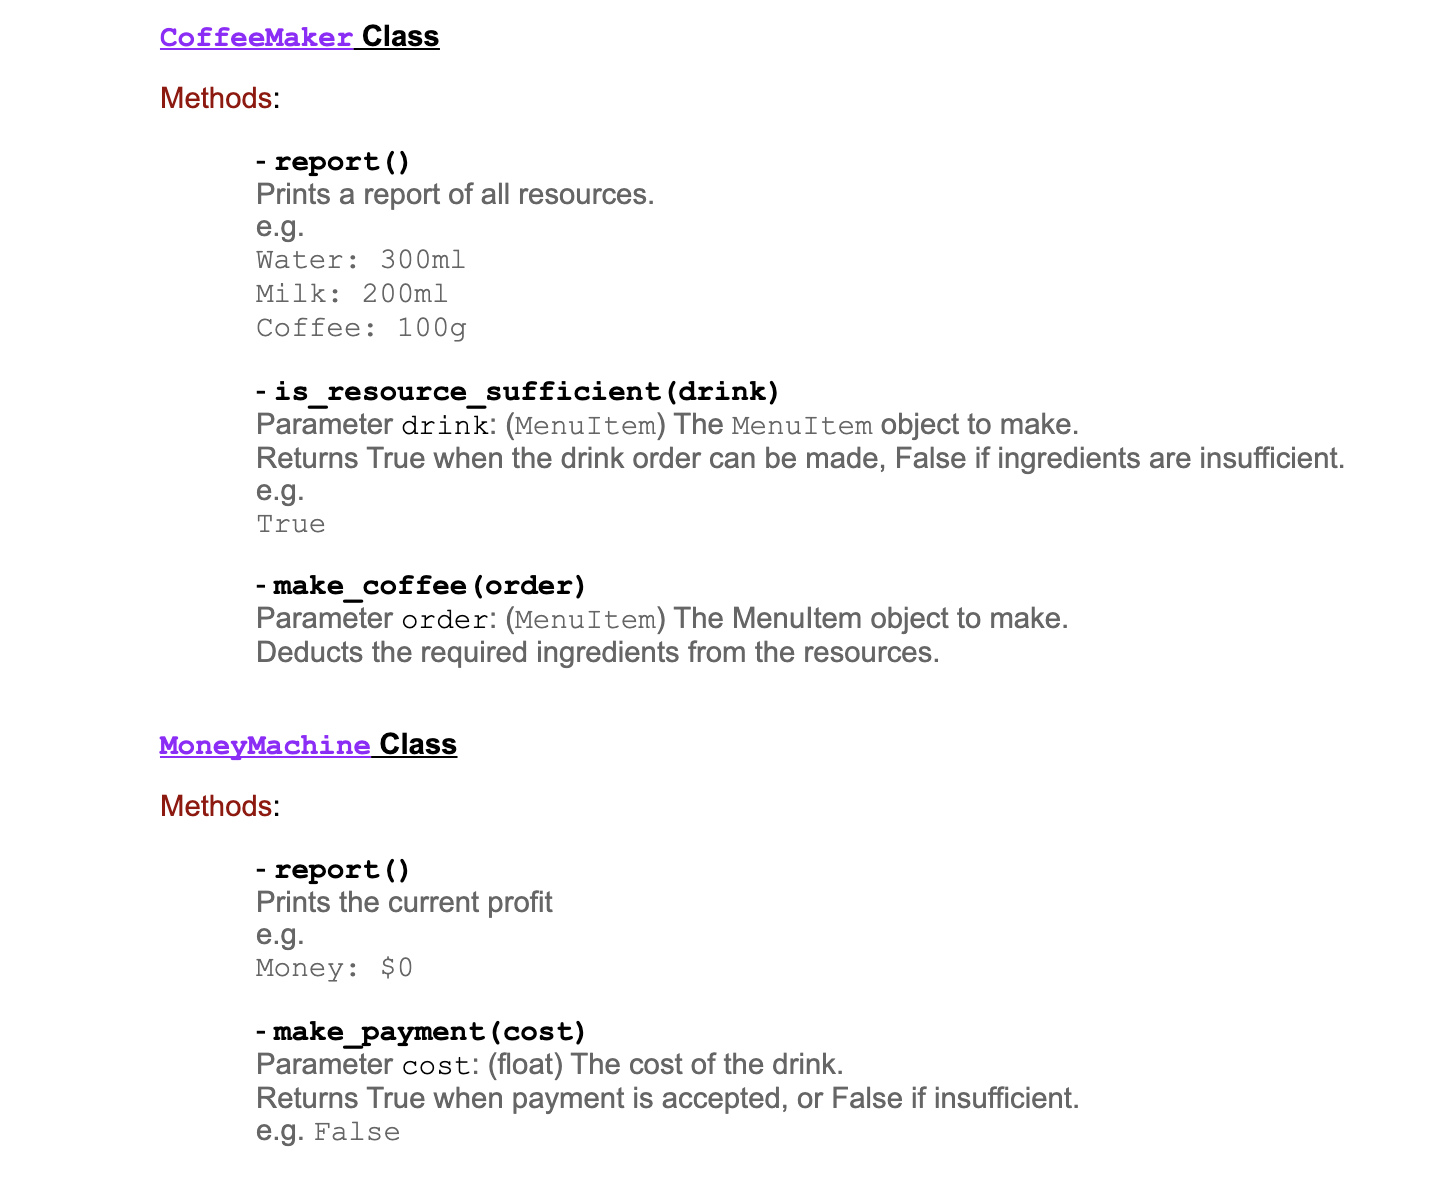 CoffeeMaker Class
Methods:
- report()
Prints a report of all resources.
e.g.
Water: 300ml
Milk: 200ml
Coffee: 100g
- is_resource_sufficient(drink)
Parameter drink: (MenuItem) The MenuItem object to make.
Returns True when the drink order can be made, False if ingredients are insufficient.
e.g.
True
- make_coffee(order)
Parameter order: (MenuItem) The MenuItem object to make.
Deducts the required ingredients from the resources.
MoneyMachine Class
Methods:
- report()
Prints the current profit
e.g.
Money: $0
- make_payment(cost)
Parameter cost: (float) The cost of the drink.
Returns True when payment is accepted, or False if insufficient.
e.g. False